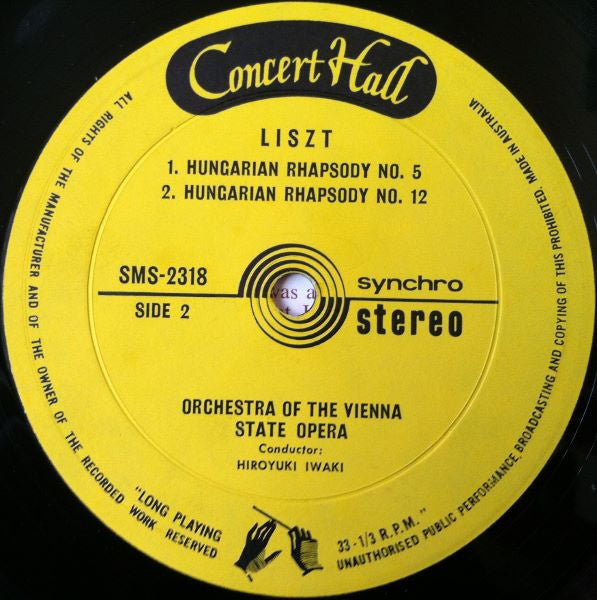 Concert Hall
LISZT
1. HUNGARIAN RHAPSODY NO. 5
2. HUNGARIAN RHAPSODY NO. 12
SMS-2318
SIDE 2
synchro
stereo
was a
ORCHESTRA OF THE VIENNA
STATE OPERA
Conductor:
HIROYUKI IWAKI
"LONG PLAYING
33-1/3 R.P.M."
ALL RIGHTS OF THE MANUFACTURER AND OF THE OWNER OF THE RECORDED WORK RESERVED
UNAUTHORISED PUBLIC PERFORMANCE, BROADCASTING AND COPYING OF THIS PROHIBITED. MADE IN AUSTRALIA